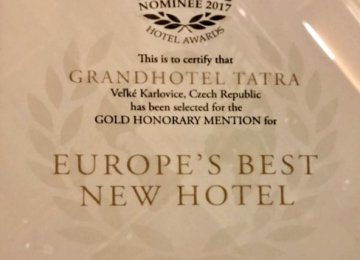 NOMINEE 2017
HOTEL AWARDS
This is to certify that
GRANDHOTEL TATRA
Velké Karlovice, Czech Republic
has been selected for the
GOLD HONORARY MENTION for
EUROPE'S BEST
NEW HOTEL